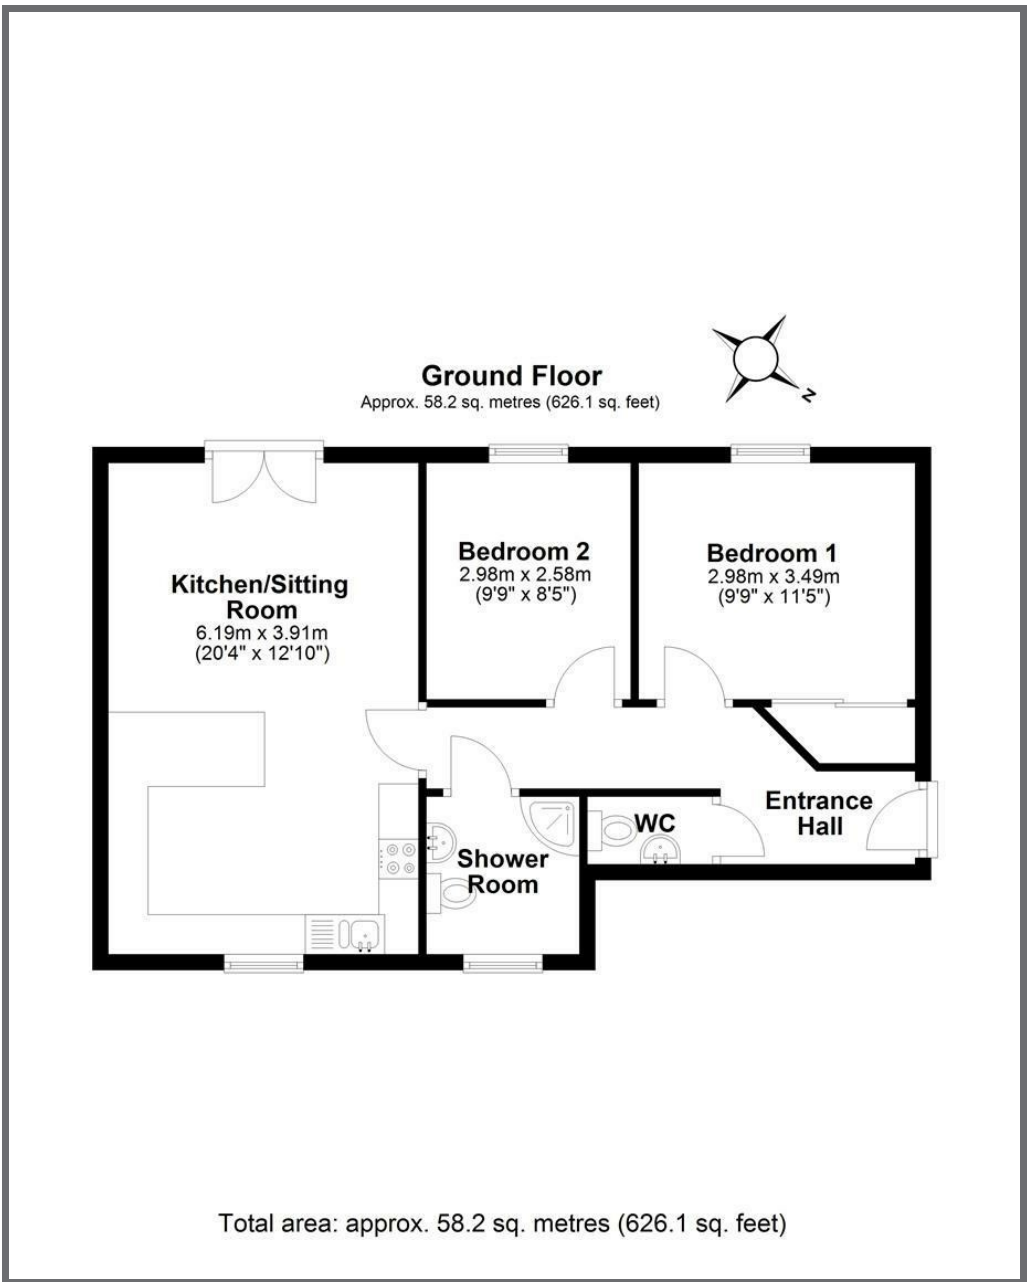 Ground Floor
Approx. 58.2 sq. metres (626.1 sq. feet)
N
Kitchen/Sitting
Room
6.19m x 3.91m
(20'4" x 12'10")
Bedroom 2
2.98m x 2.58m
(9'9" x 8'5")
Bedroom 1
2.98m x 3.49m
(9'9" x 11'5")
Entrance
Hall
WC
Shower
Room
Total area: approx. 58.2 sq. metres (626.1 sq. feet)